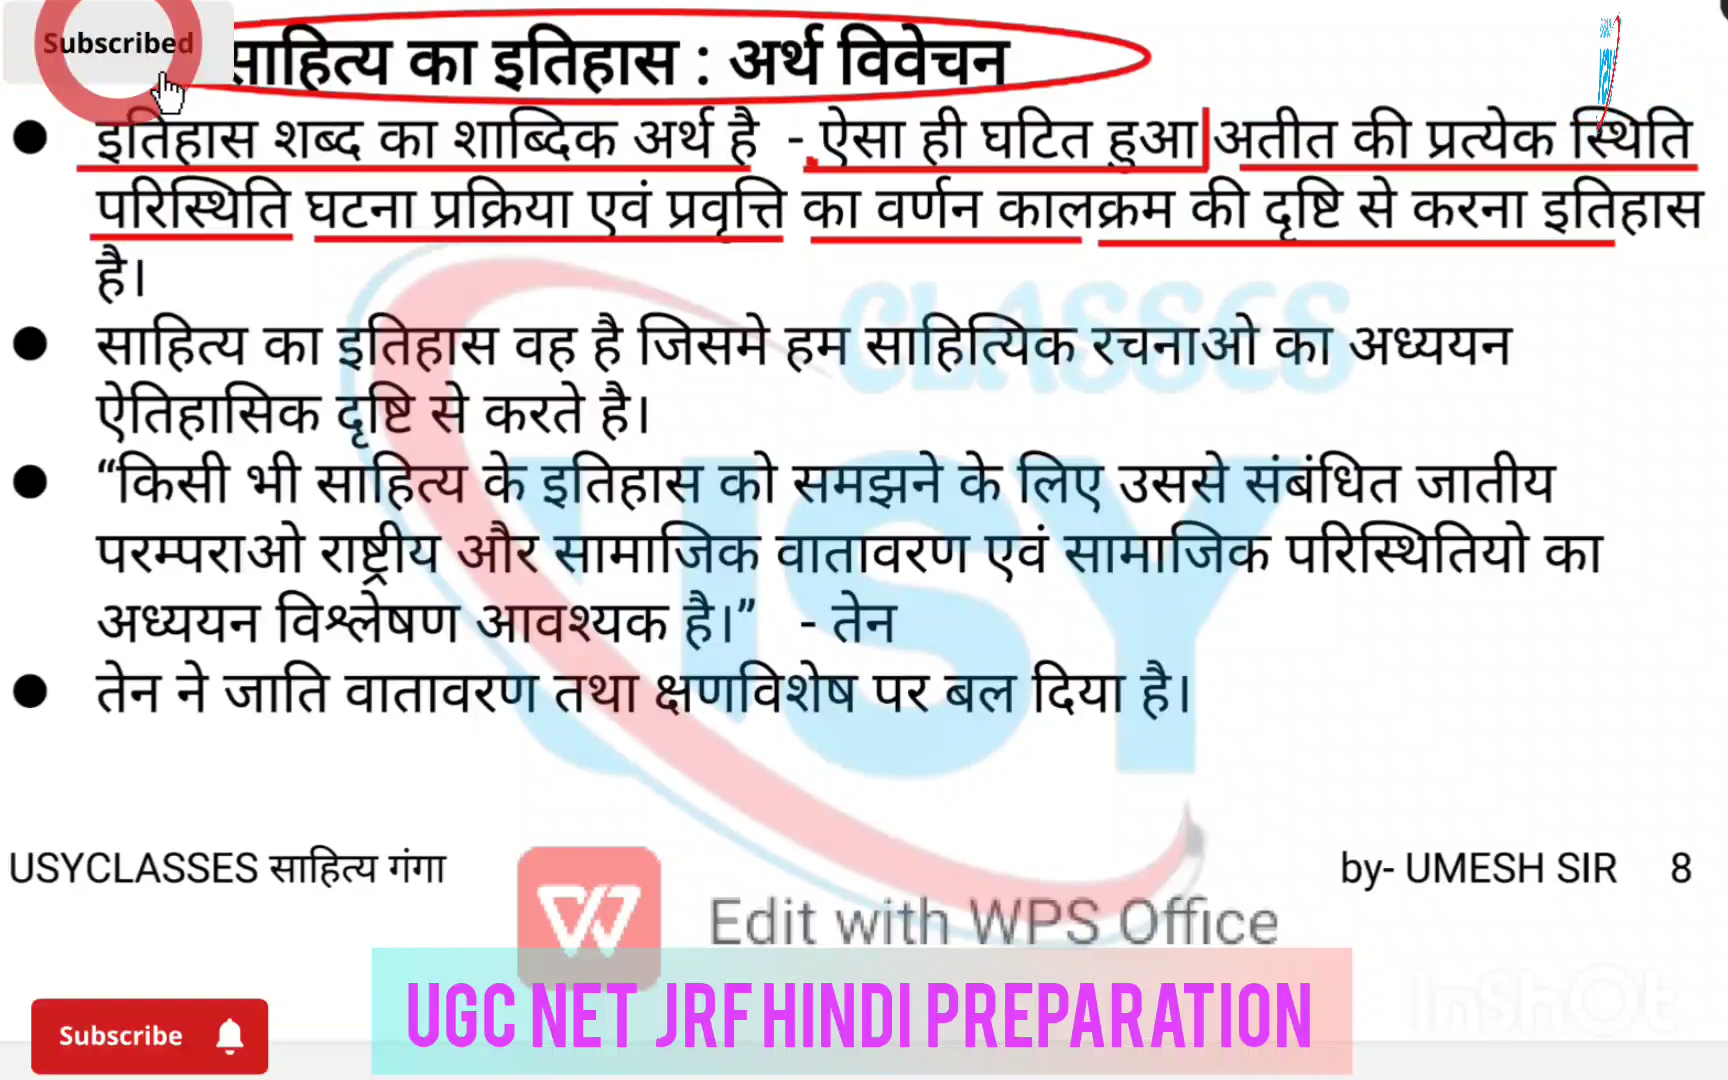 Subscribed
साहित्य का इतिहास : अर्थ विवेचन
● इतिहास शब्द का शाब्दिक अर्थ है - ऐसा ही घटित हुआ अतीत की प्रत्येक स्थिति
परिस्थिति घटना प्रक्रिया एवं प्रवृत्ति का वर्णन कालक्रम की दृष्टि से करना इतिहास
है।
● साहित्य का इतिहास वह है जिसमे हम साहित्यिक रचनाओ का अध्ययन
ऐतिहासिक दृष्टि से करते है।
● “किसी भी साहित्य के इतिहास को समझने के लिए उससे संबंधित जातीय
परम्पराओ राष्ट्रीय और सामाजिक वातावरण एवं सामाजिक परिस्थितियो का
अध्ययन विश्लेषण आवश्यक है।” - तेन
● तेन ने जाति वातावरण तथा क्षणविशेष पर बल दिया है।
CLASSES
USY
USYCLASSES साहित्य गंगा
by- UMESH SIR 8
Edit with WPS Office
UGC NET JRF HINDI PREPARATION
InShOt
Subscribe